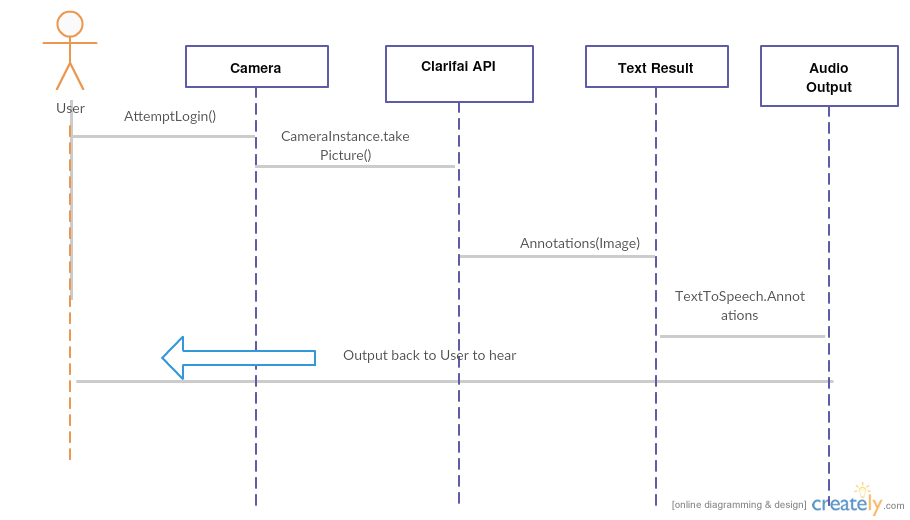 User
Camera
Clarifai API
Text Result
Audio
Output
AttemptLogin()
CameraInstance.take
Picture()
Annotations(Image)
TextToSpeech.Annot
ations
Output back to User to hear
[online diagramming & design] creately.com